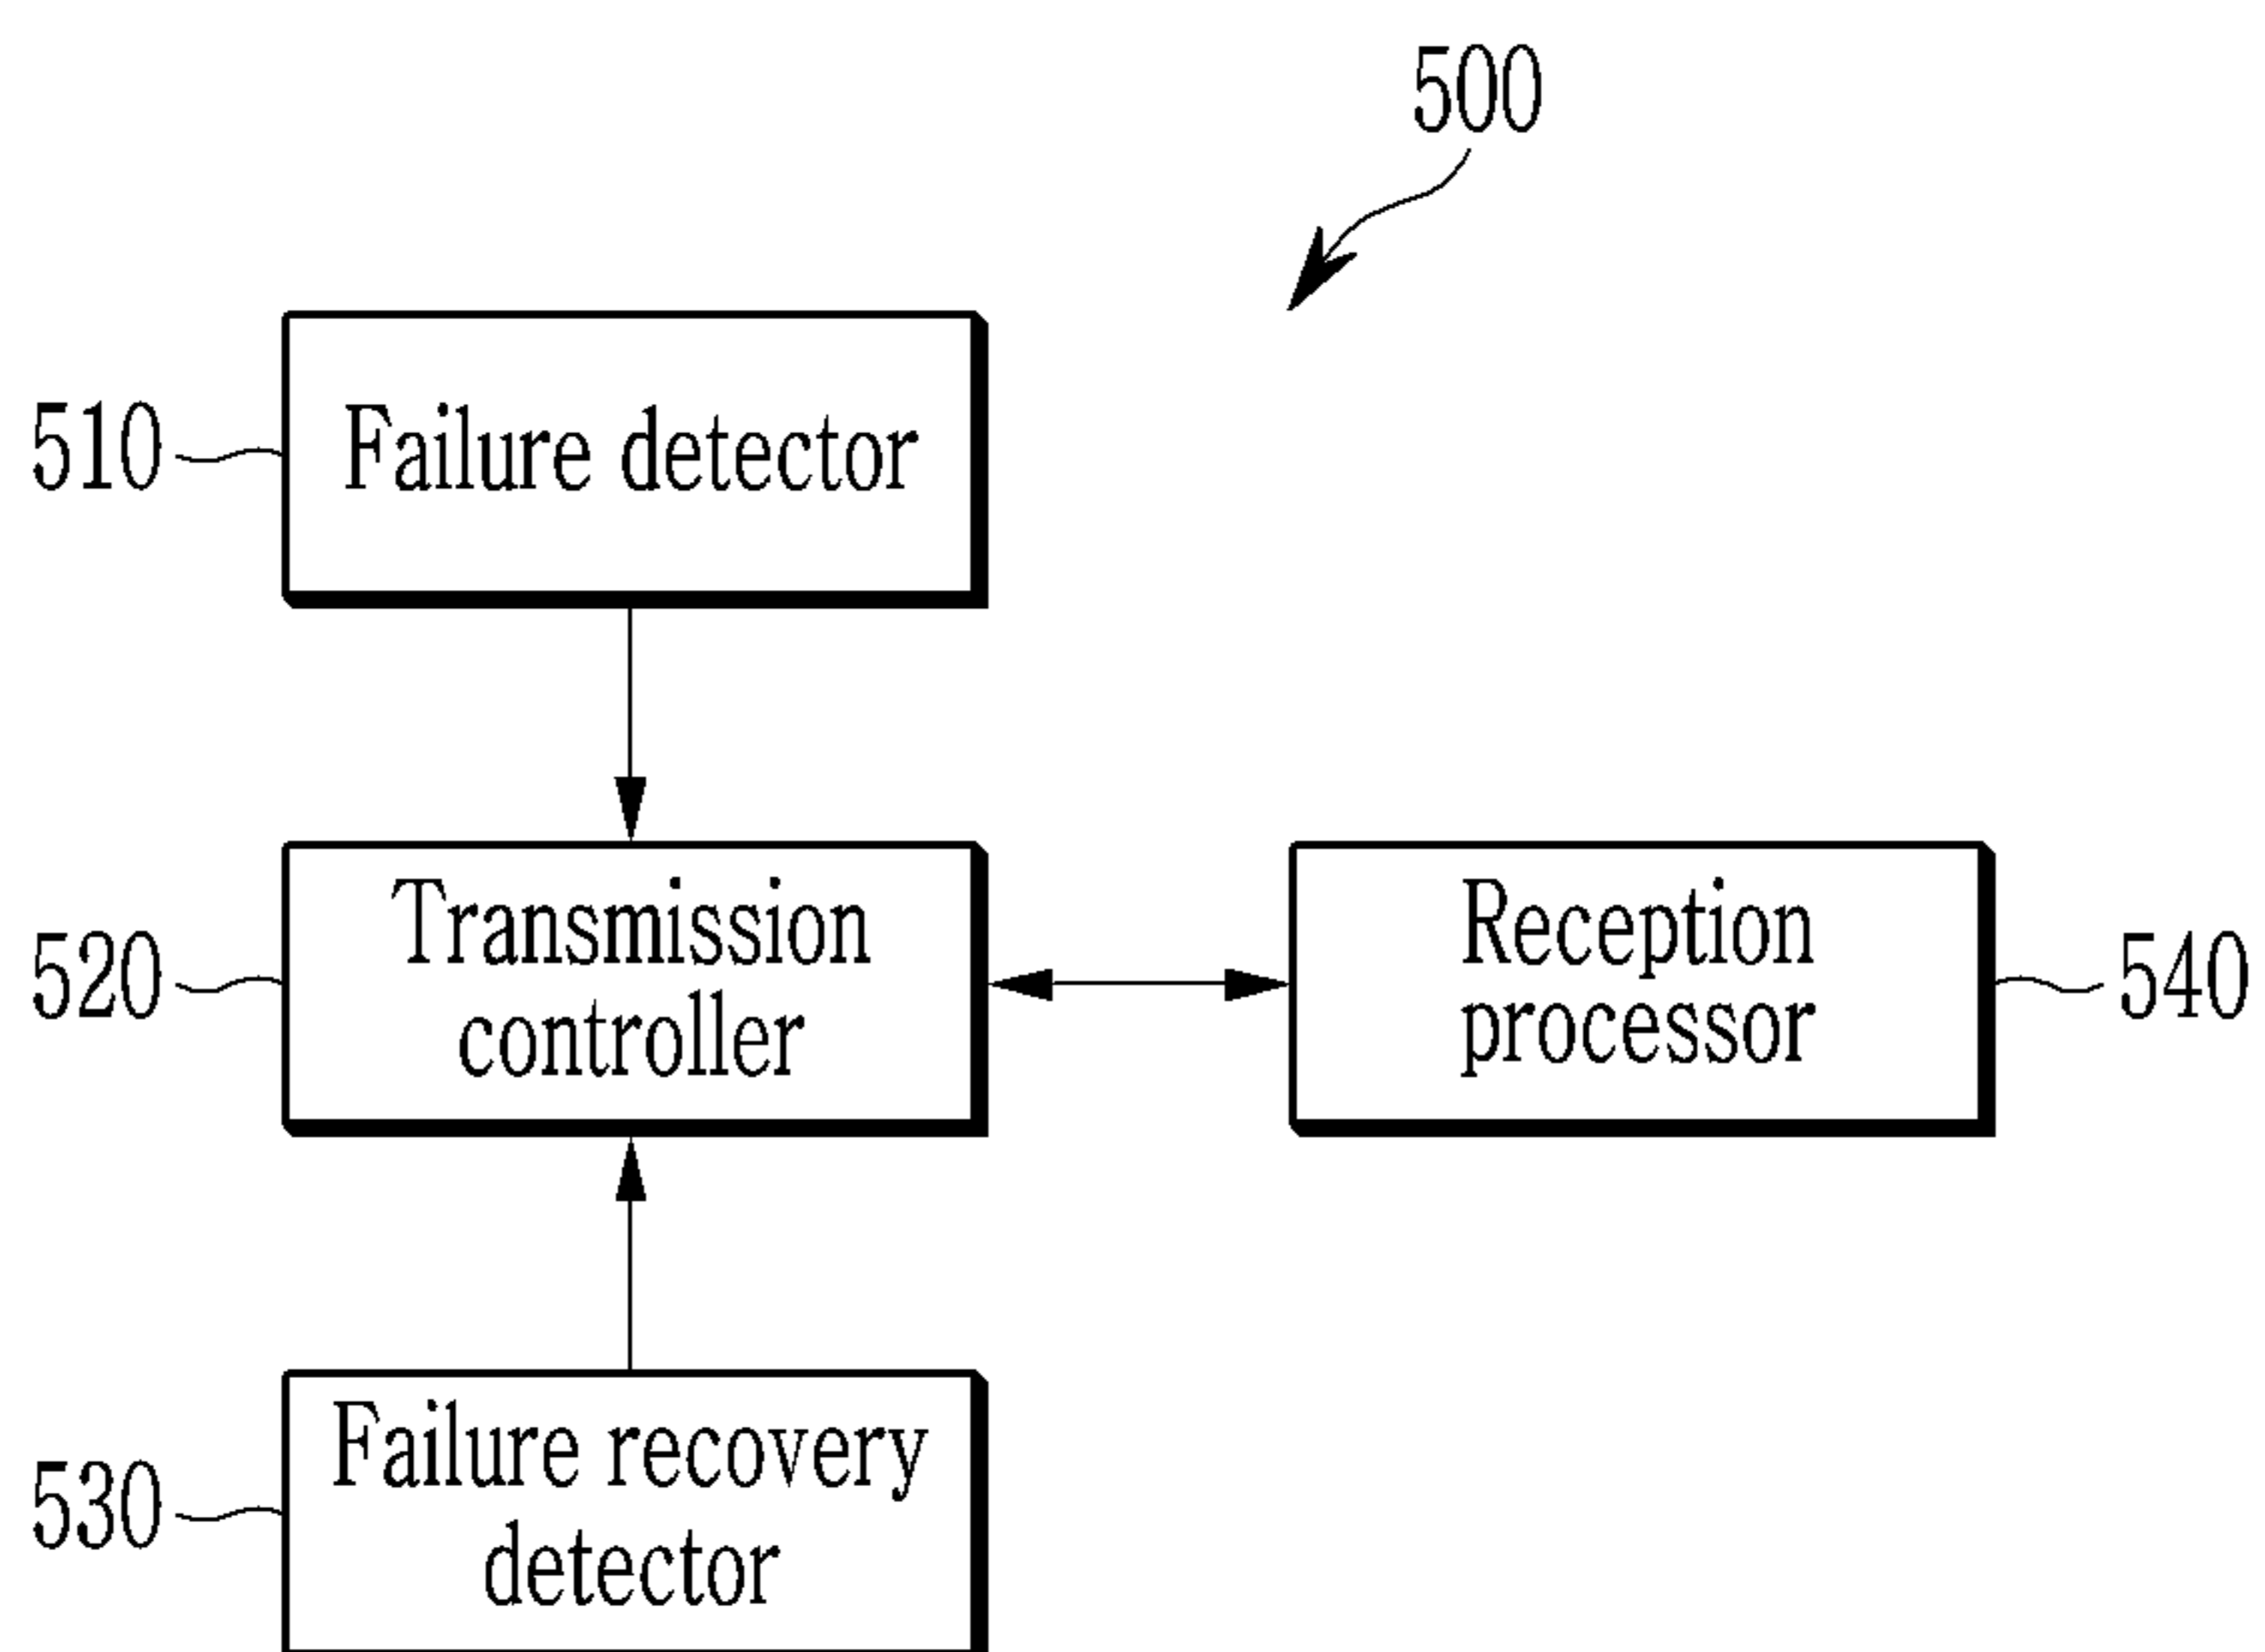 500
510
Failure detector
520
Transmission
controller
Reception
processor
540
530
Failure recovery
detector